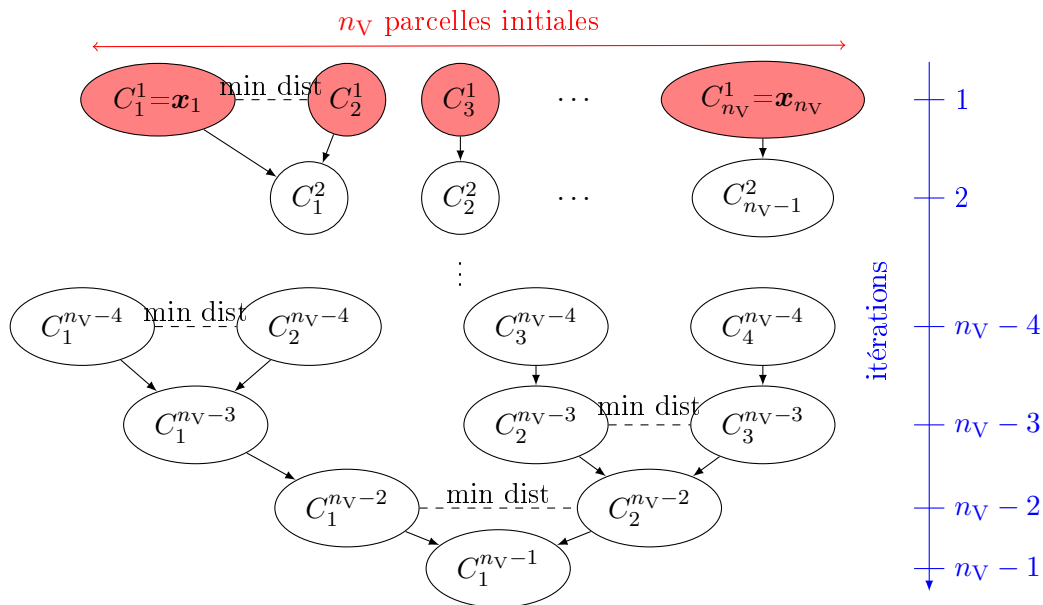 n_V parcelles initiales
C_1^1=x_1 min dist C_2^1 C_3^1 ⋯ C_{n_V}^1=x_{n_V} 1
C_1^2 C_2^2 ⋯ C_{n_V−1}^2 2
⋮
C_1^{n_V−4} min dist C_2^{n_V−4} C_3^{n_V−4} C_4^{n_V−4} n_V − 4
itérations
C_1^{n_V−3} C_2^{n_V−3} min dist C_3^{n_V−3} n_V − 3
C_1^{n_V−2} min dist C_2^{n_V−2} n_V − 2
C_1^{n_V−1} n_V − 1